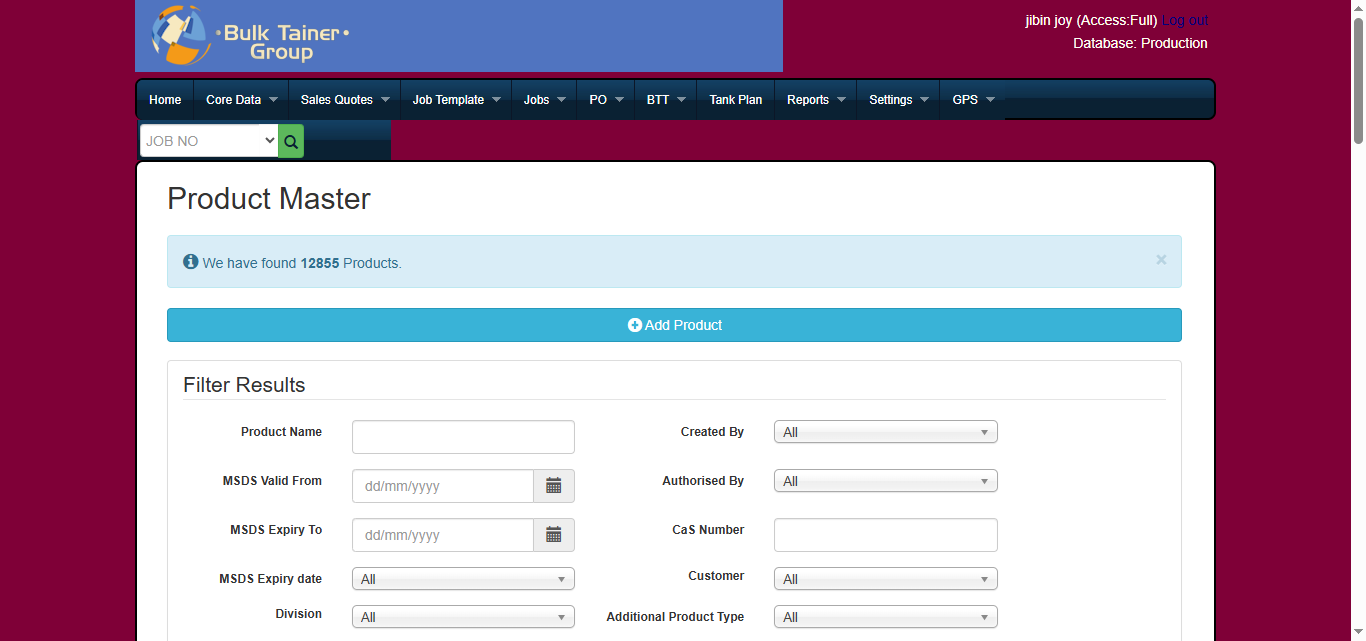 • Bulk Tainer •
Group
jibin joy (Access:Full) Log out
Database: Production
Home Core Data Sales Quotes Job Template Jobs PO BTT Tank Plan Reports Settings GPS
JOB NO
Product Master
We have found 12855 Products.
×
Add Product
Filter Results
Product Name
Created By All
MSDS Valid From dd/mm/yyyy
Authorised By All
MSDS Expiry To dd/mm/yyyy
CaS Number
MSDS Expiry date All
Customer All
Division All
Additional Product Type All